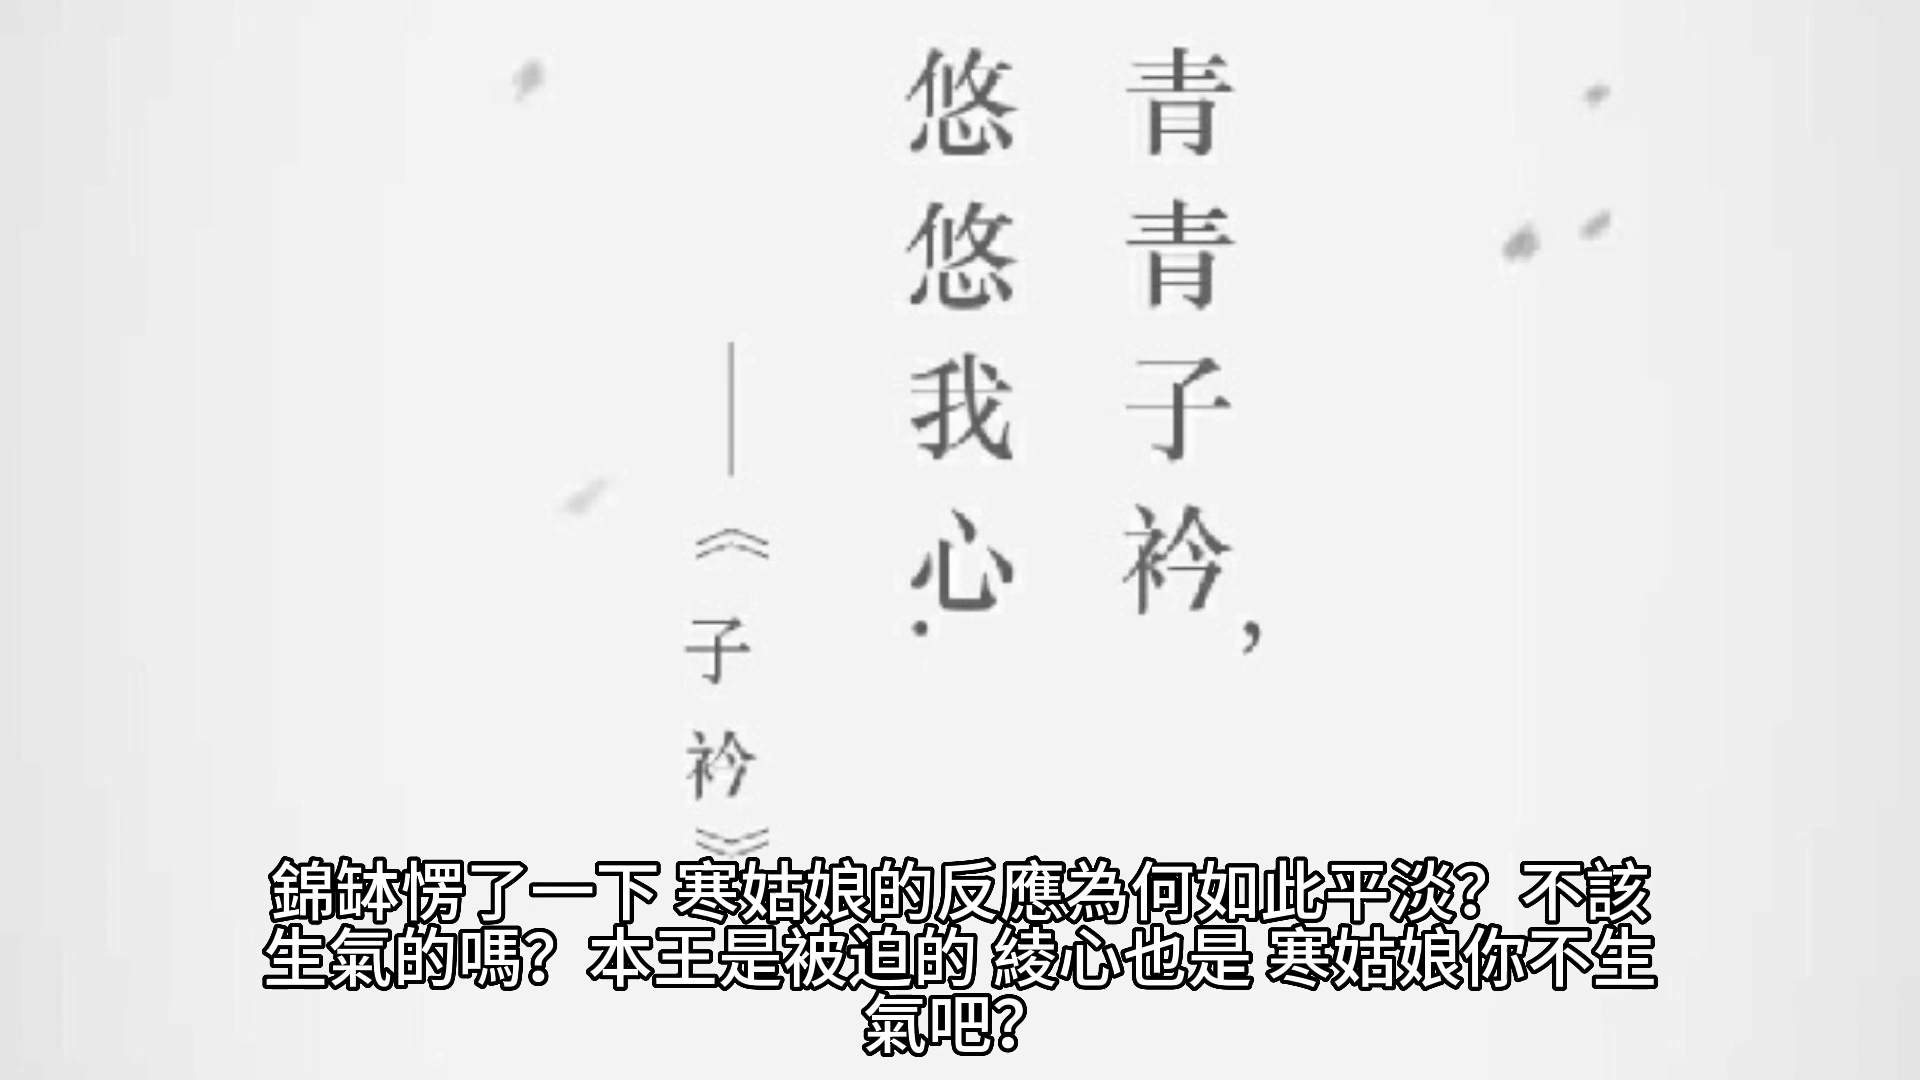 青青子衿，
悠悠我心.
——《子衿》
錦缽愣了一下 寒姑娘的反應為何如此平淡？不該
生氣的嗎？本王是被迫的 綾心也是 寒姑娘你不生
氣吧？